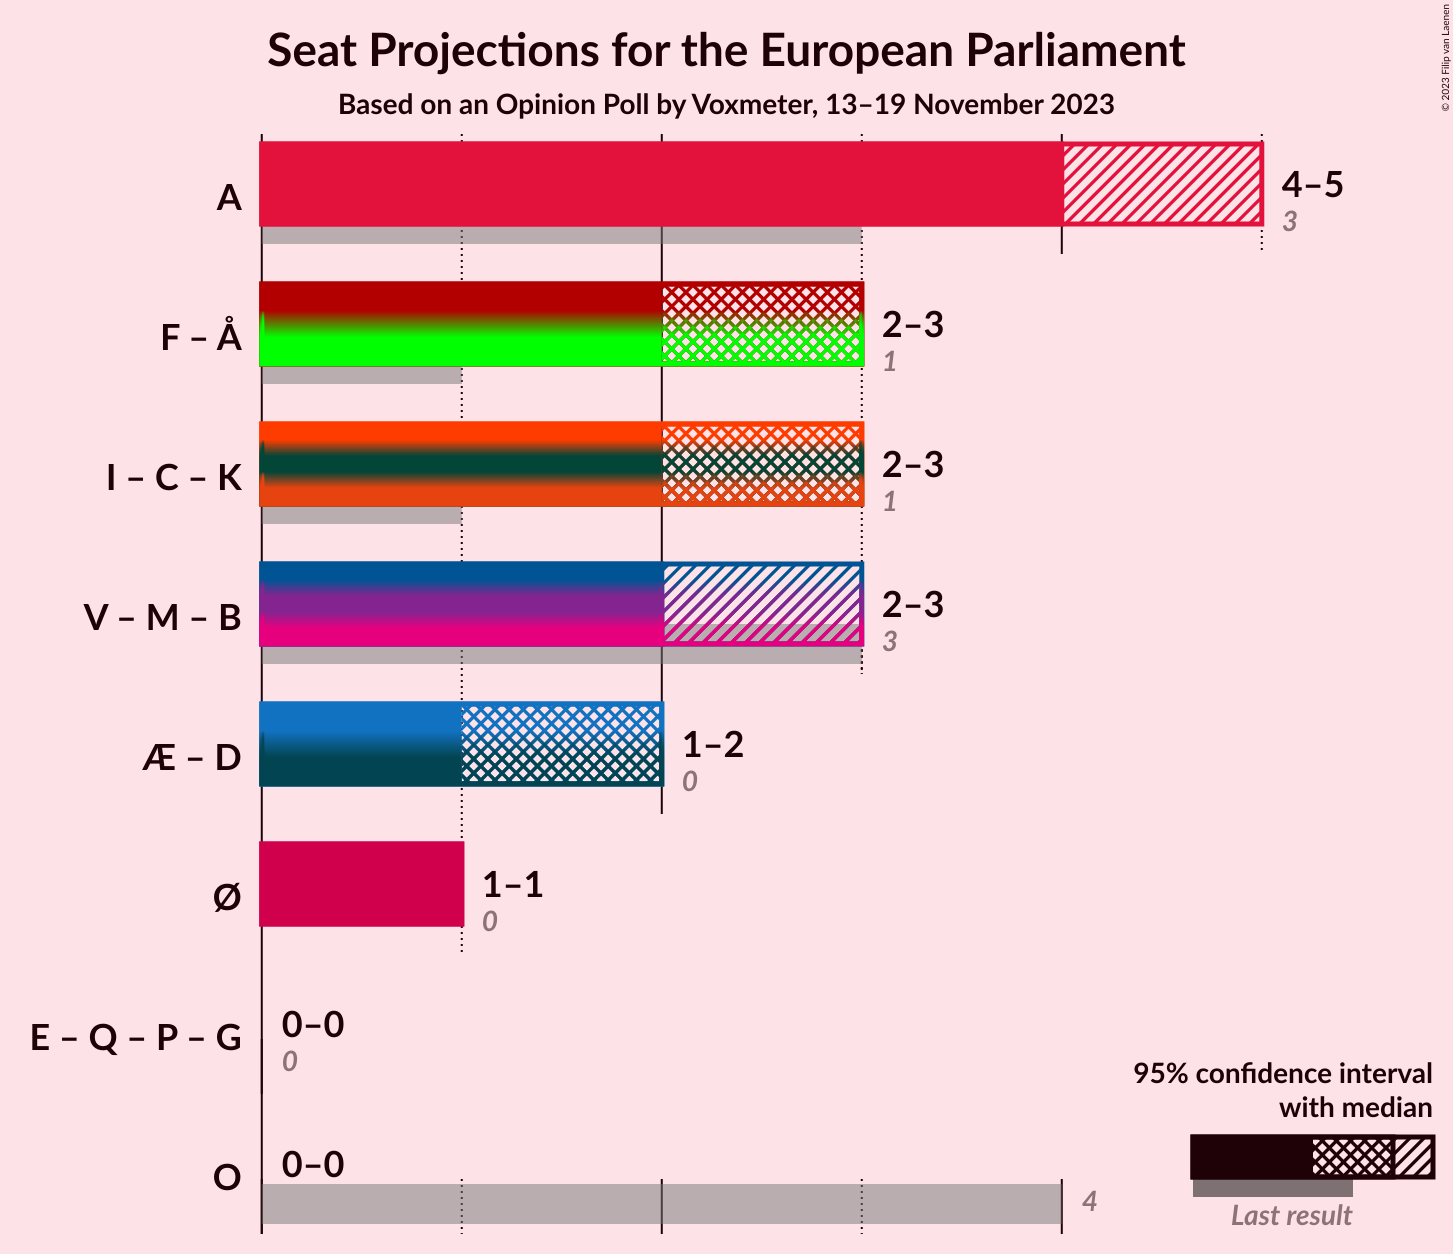 Seat Projections for the European Parliament
Based on an Opinion Poll by Voxmeter, 13–19 November 2023
© 2023 Filip van Laenen
A
4–5
3
F – Å
2–3
1
I – C – K
2–3
1
V – M – B
2–3
3
Æ – D
1–2
0
Ø
1–1
0
E – Q – P – G
0–0
0
O
0–0
4
95% confidence interval
with median
Last result